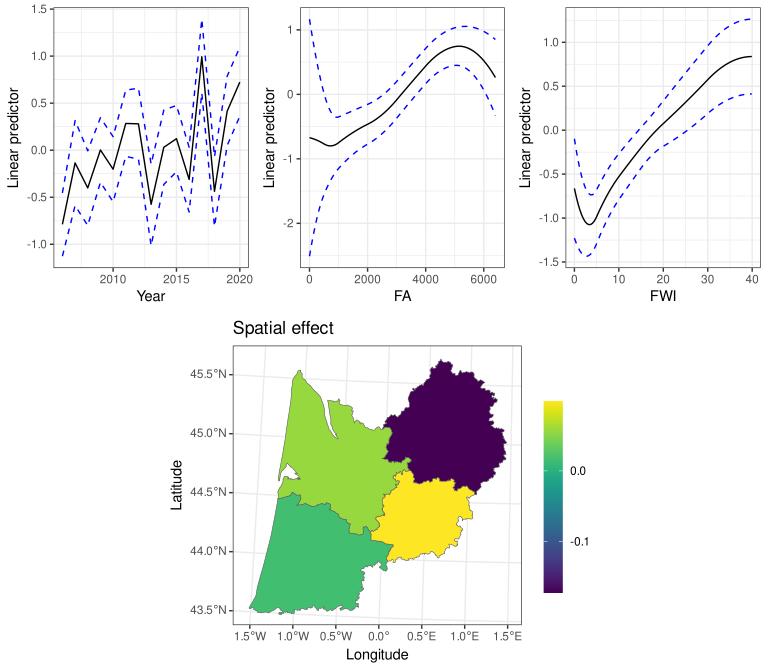 Linear predictor
1.5
1.0
0.5
0.0
-0.5
-1.0
2010
2015
2020
Year
Linear predictor
1
0
-1
-2
0
2000
4000
6000
FA
Linear predictor
1.0
0.5
0.0
-0.5
-1.0
-1.5
0
10
20
30
40
FWI
Spatial effect
Latitude
45.5°N
45.0°N
44.5°N
44.0°N
43.5°N
1.5°W
1.0°W
0.5°W
0.0°
0.5°E
1.0°E
1.5°E
Longitude
0.0
-0.1